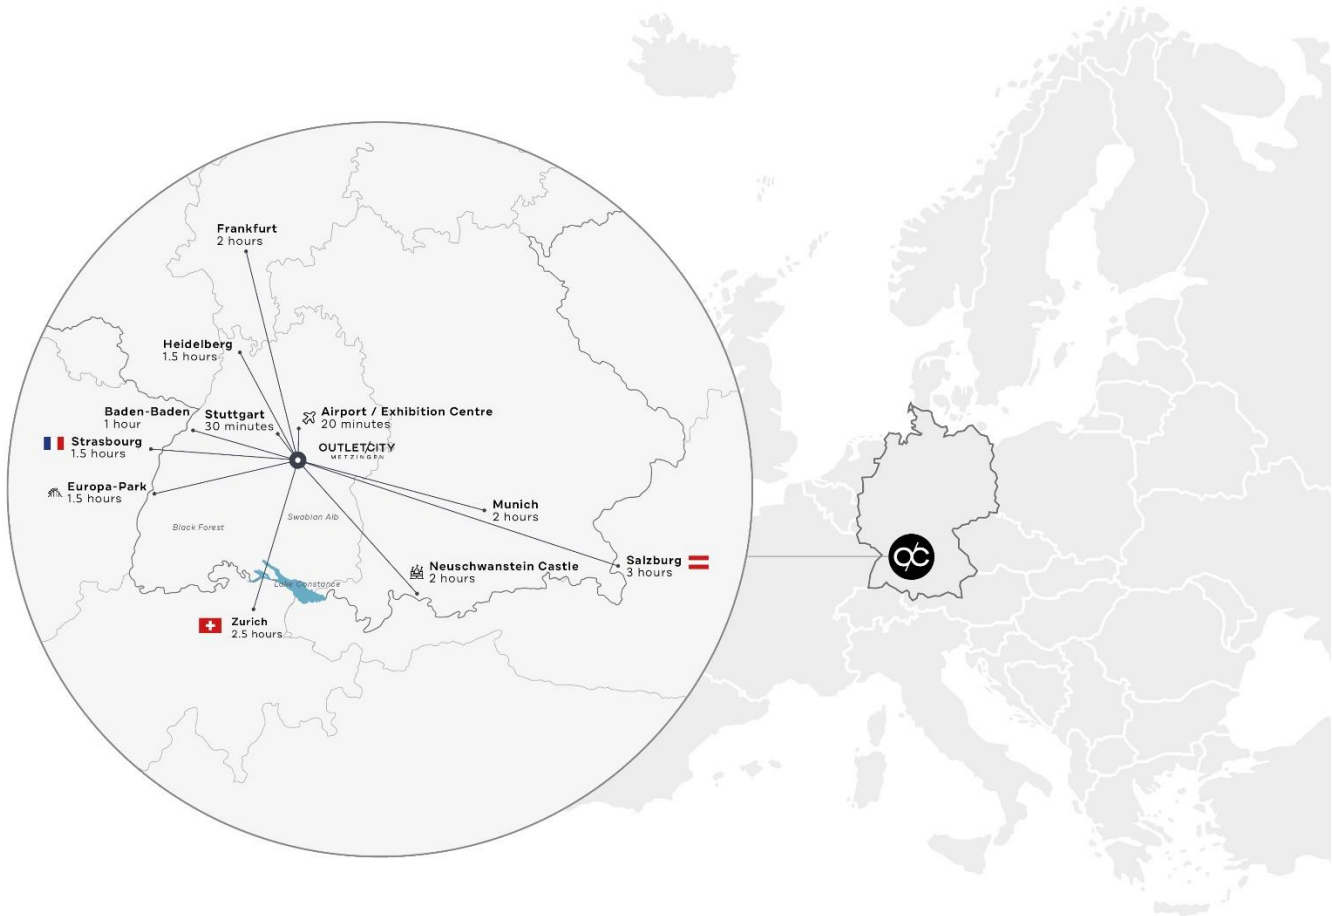 Frankfurt
2 hours
Heidelberg
1.5 hours
Baden-Baden
1 hour
Stuttgart
30 minutes
Airport / Exhibition Centre
20 minutes
Strasbourg
1.5 hours
OUTLETCITY
METZINGEN
Europa-Park
1.5 hours
Munich
2 hours
Black Forest
Swabian Alb
Neuschwanstein Castle
2 hours
Salzburg
3 hours
Lake Constance
Zurich
2.5 hours
OC